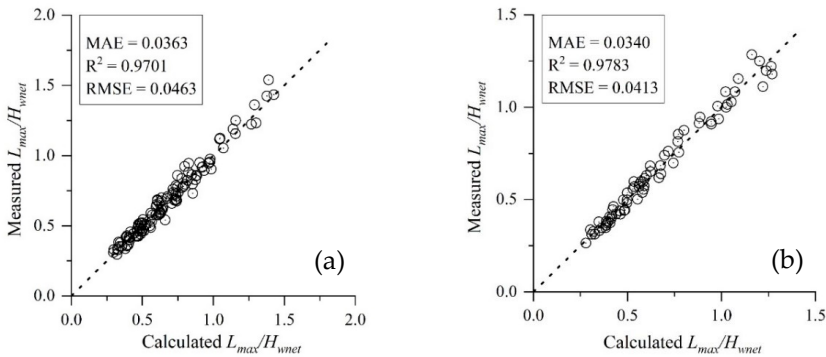 MAE = 0.0363
R² = 0.9701
RMSE = 0.0463
2.0
1.5
1.0
0.5
0.0
Measured L_max/H_wnet
0.0 0.5 1.0 1.5 2.0
Calculated L_max/H_wnet
(a)
MAE = 0.0340
R² = 0.9783
RMSE = 0.0413
1.5
1.0
0.5
0.0
Measured L_max/H_wnet
0.0 0.5 1.0 1.5
Calculated L_max/H_wnet
(b)